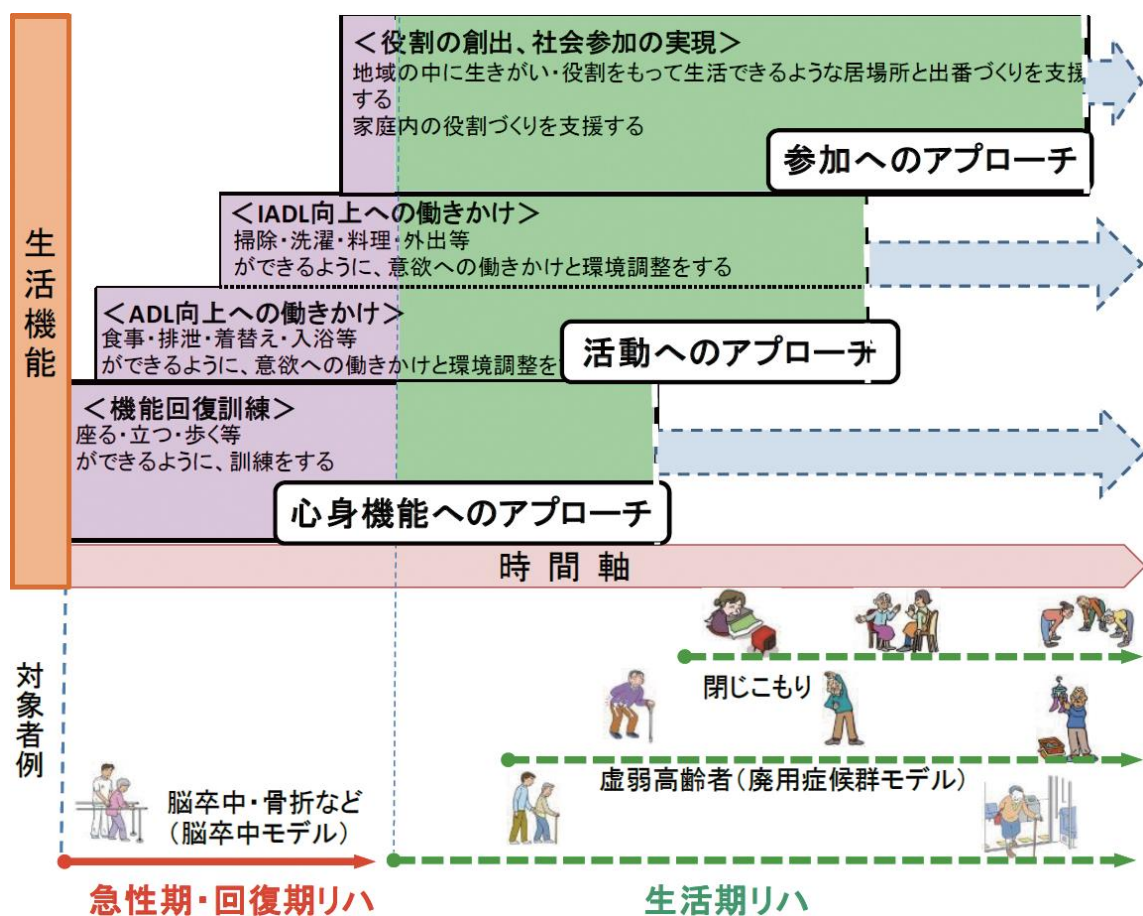 生活機能
＜役割の創出、社会参加の実現＞
地域の中に生きがい・役割をもって生活できるような居場所と出番づくりを支援
する
家庭内の役割づくりを支援する
参加へのアプローチ
＜IADL向上への働きかけ＞
掃除・洗濯・料理・外出等
ができるように、意欲への働きかけと環境調整をする
＜ADL向上への働きかけ＞
食事・排泄・着替え・入浴等
ができるように、意欲への働きかけと環境調整を
活動へのアプローチ
＜機能回復訓練＞
座る・立つ・歩く等
ができるように、訓練をする
心身機能へのアプローチ
時間軸
対象者例
閉じこもり
虚弱高齢者（廃用症候群モデル）
脳卒中・骨折など
（脳卒中モデル）
急性期・回復期リハ
生活期リハ